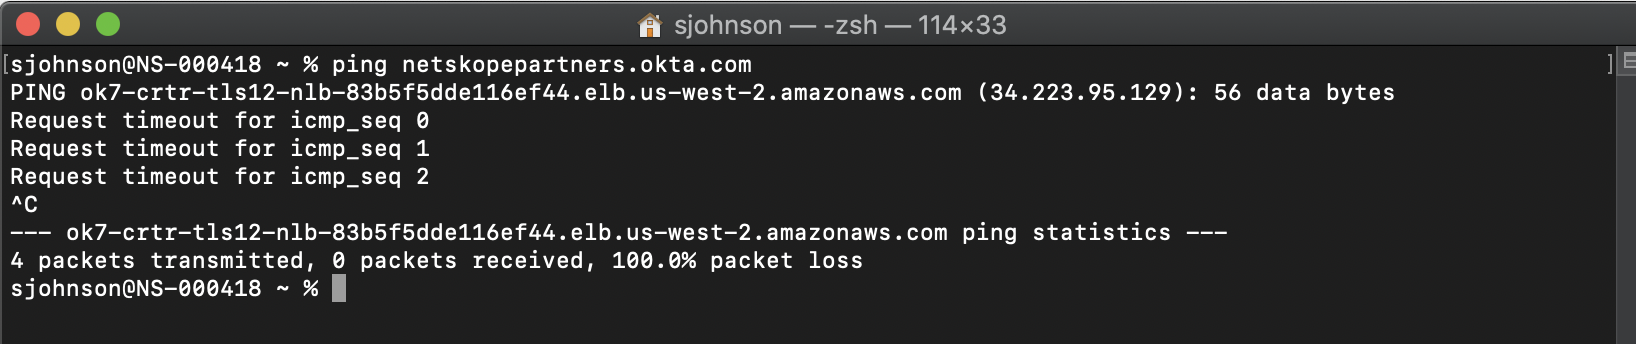 sjohnson — -zsh — 114×33
[sjohnson@NS-000418 ~ % ping netskopepartners.okta.com ]
PING ok7-crtr-tls12-nlb-83b5f5dde116ef44.elb.us-west-2.amazonaws.com (34.223.95.129): 56 data bytes
Request timeout for icmp_seq 0
Request timeout for icmp_seq 1
Request timeout for icmp_seq 2
^C
--- ok7-crtr-tls12-nlb-83b5f5dde116ef44.elb.us-west-2.amazonaws.com ping statistics ---
4 packets transmitted, 0 packets received, 100.0% packet loss
sjohnson@NS-000418 ~ %